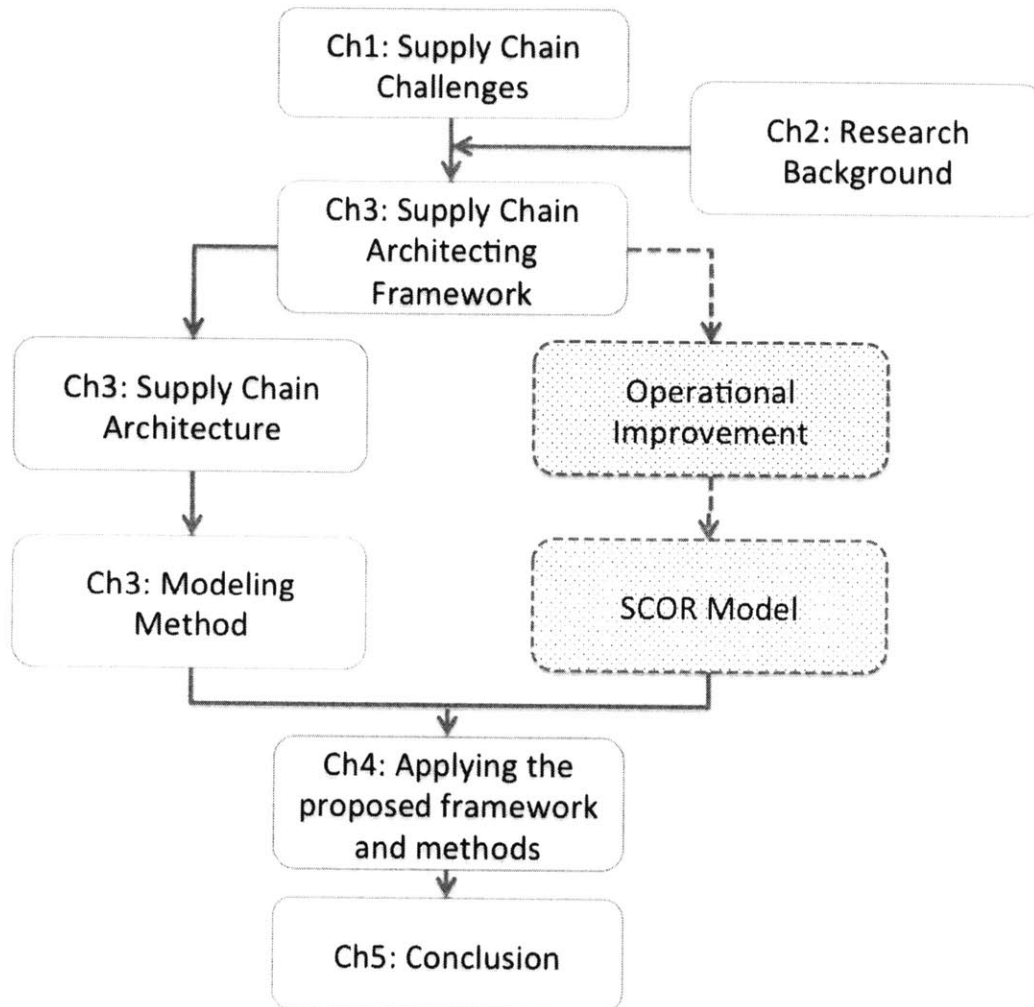 Ch1: Supply Chain
Challenges
Ch2: Research
Background
Ch3: Supply Chain
Architecting
Framework
Ch3: Supply Chain
Architecture
Operational
Improvement
Ch3: Modeling
Method
SCOR Model
Ch4: Applying the
proposed framework
and methods
Ch5: Conclusion